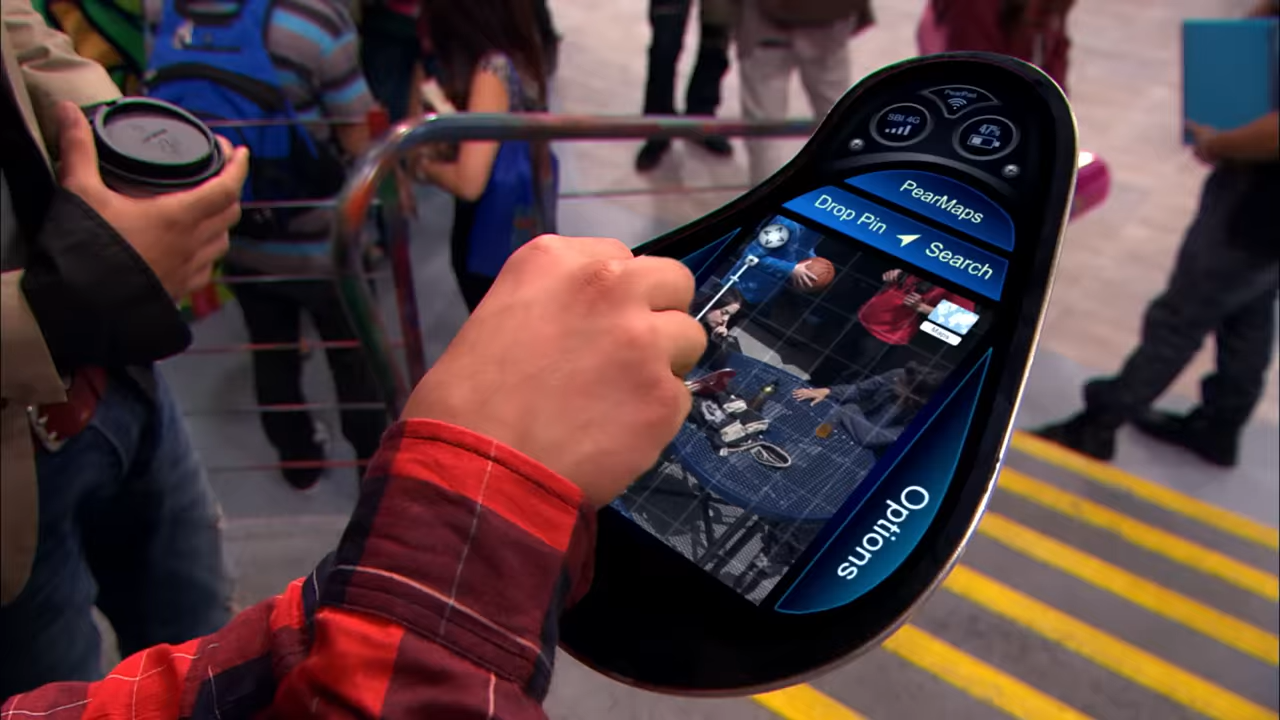 PearPad
SBI 4G
47%
PearMaps
Drop Pin
Search
Maps
Options